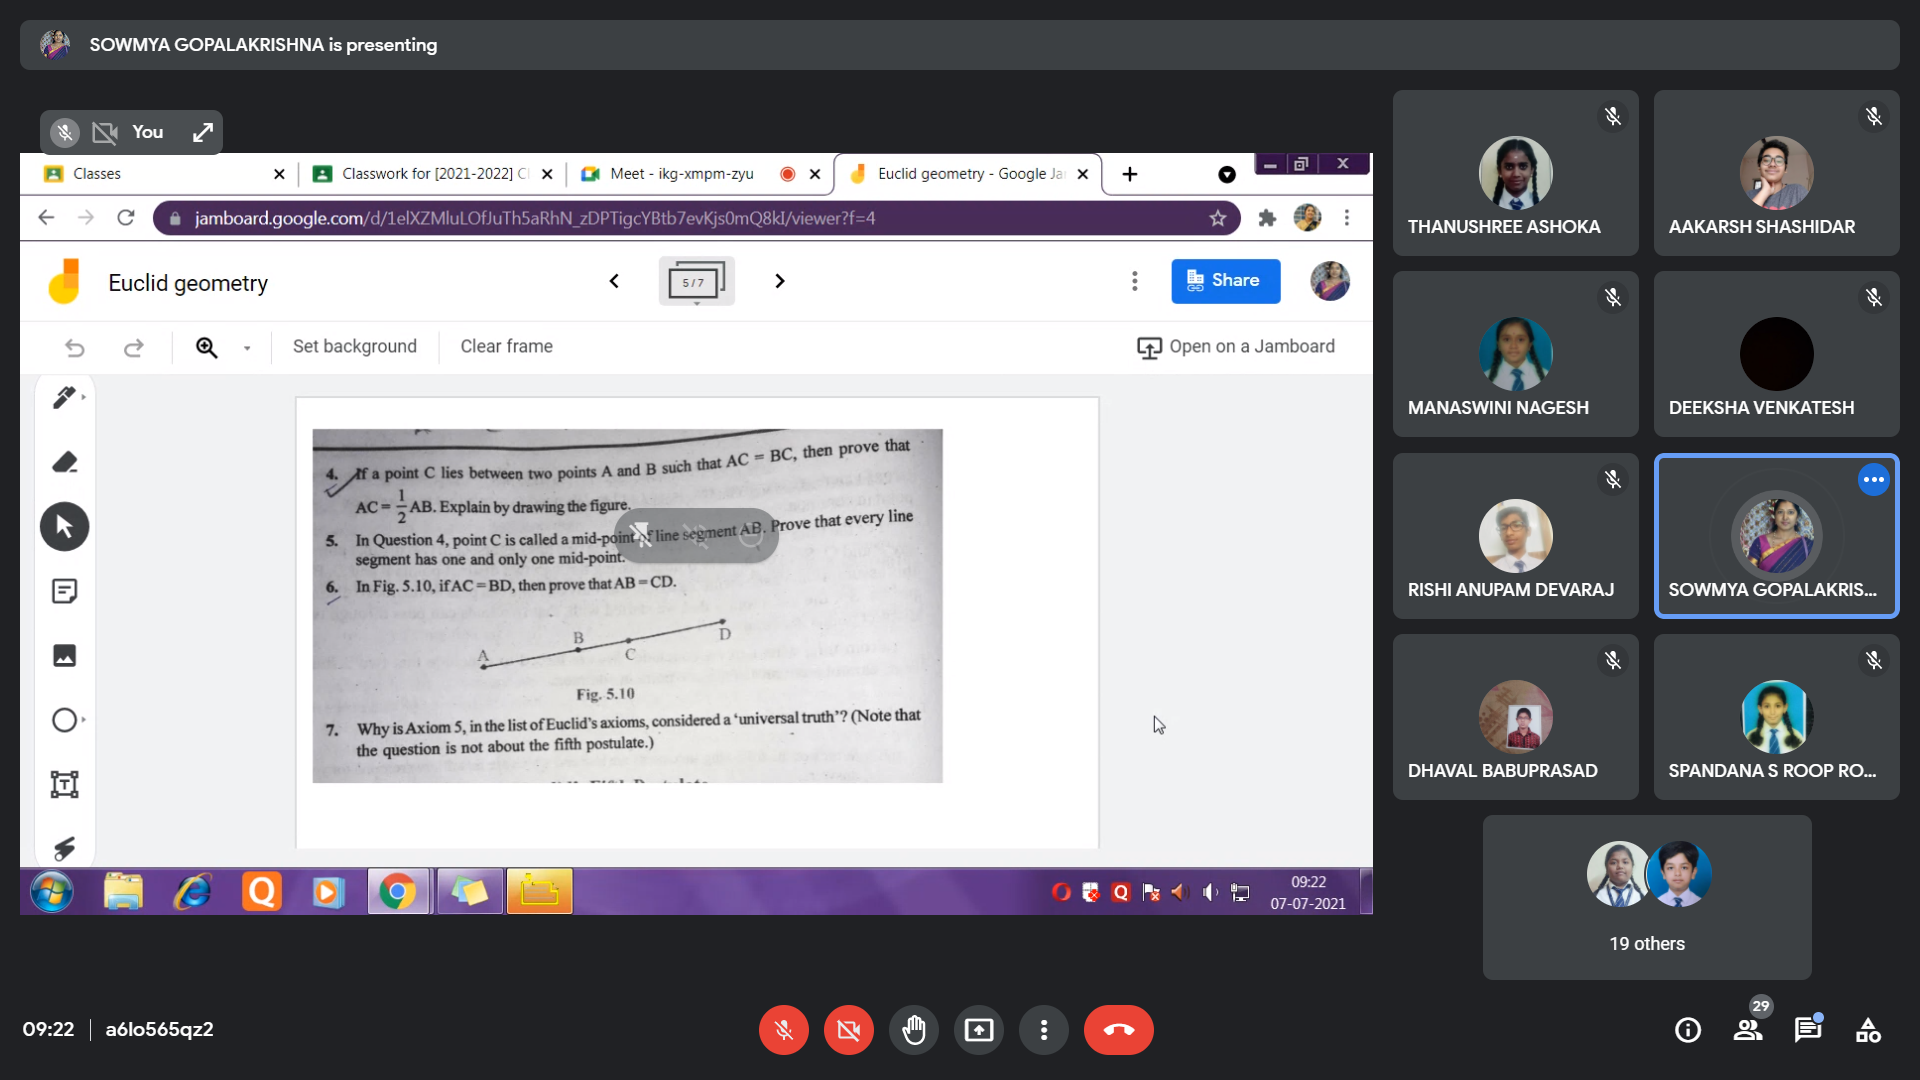 SOWMYA GOPALAKRISHNA is presenting
You
Classes
Classwork for [2021-2022] Cl
Meet - ikg-xmpm-zyu
Euclid geometry - Google Ja
jamboard.google.com/d/1elXZMluLOfJuTh5aRhN_zDPTigcYBtb7evKjs0mQ8kI/viewer?f=4
Euclid geometry
5/7
Share
Set background
Clear frame
Open on a Jamboard
4. If a point C lies between two points A and B such that AC = BC, then prove that
AC = 1/2 AB. Explain by drawing the figure.
5. In Question 4, point C is called a mid-point of line segment AB. Prove that every line
segment has one and only one mid-point.
6. In Fig. 5.10, if AC = BD, then prove that AB = CD.
A B C D
Fig. 5.10
7. Why is Axiom 5, in the list of Euclid's axioms, considered a 'universal truth'? (Note that
the question is not about the fifth postulate.)
09:22
07-07-2021
THANUSHREE ASHOKA
AAKARSH SHASHIDAR
MANASWINI NAGESH
DEEKSHA VENKATESH
RISHI ANUPAM DEVARAJ
SOWMYA GOPALAKRIS...
DHAVAL BABUPRASAD
SPANDANA S ROOP RO...
19 others
09:22 | a6lo565qz2
29